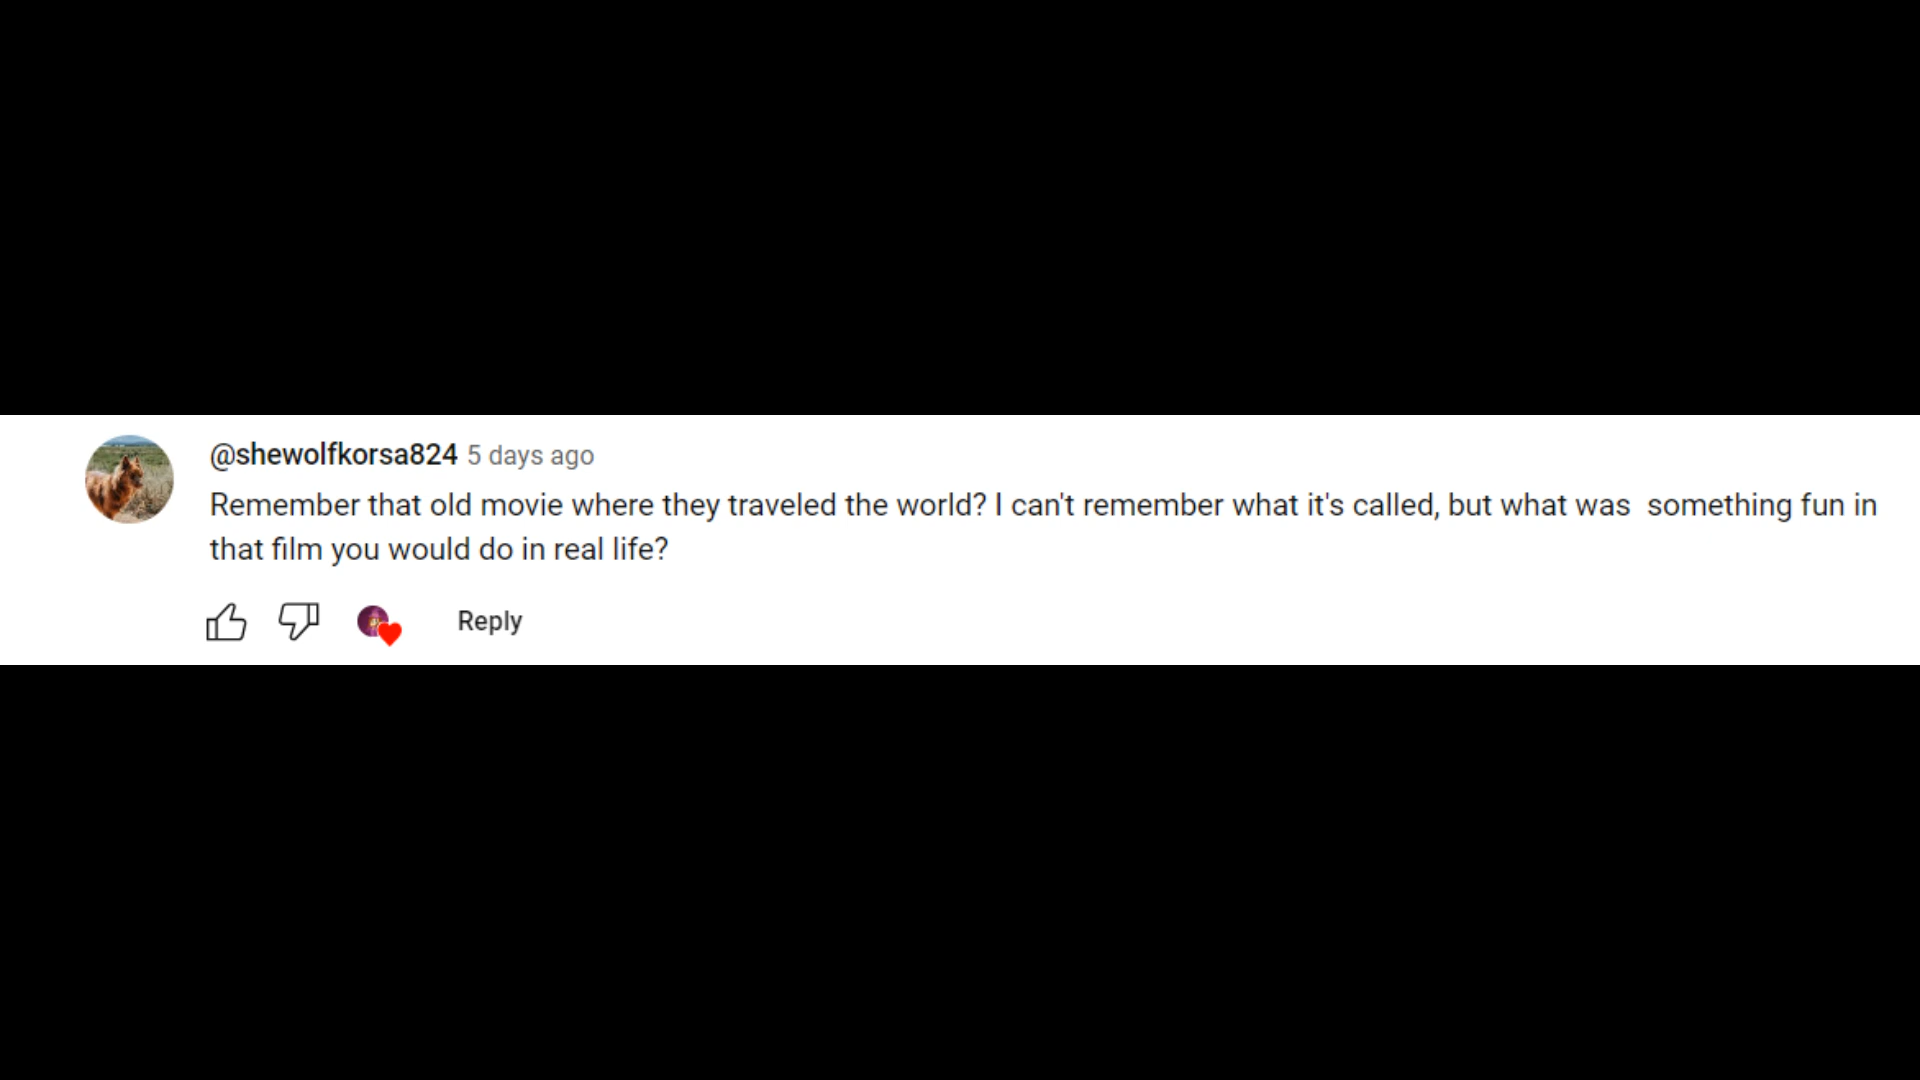 @shewolfkorsa824 5 days ago
Remember that old movie where they traveled the world? I can't remember what it's called, but what was  something fun in
that film you would do in real life?
Reply